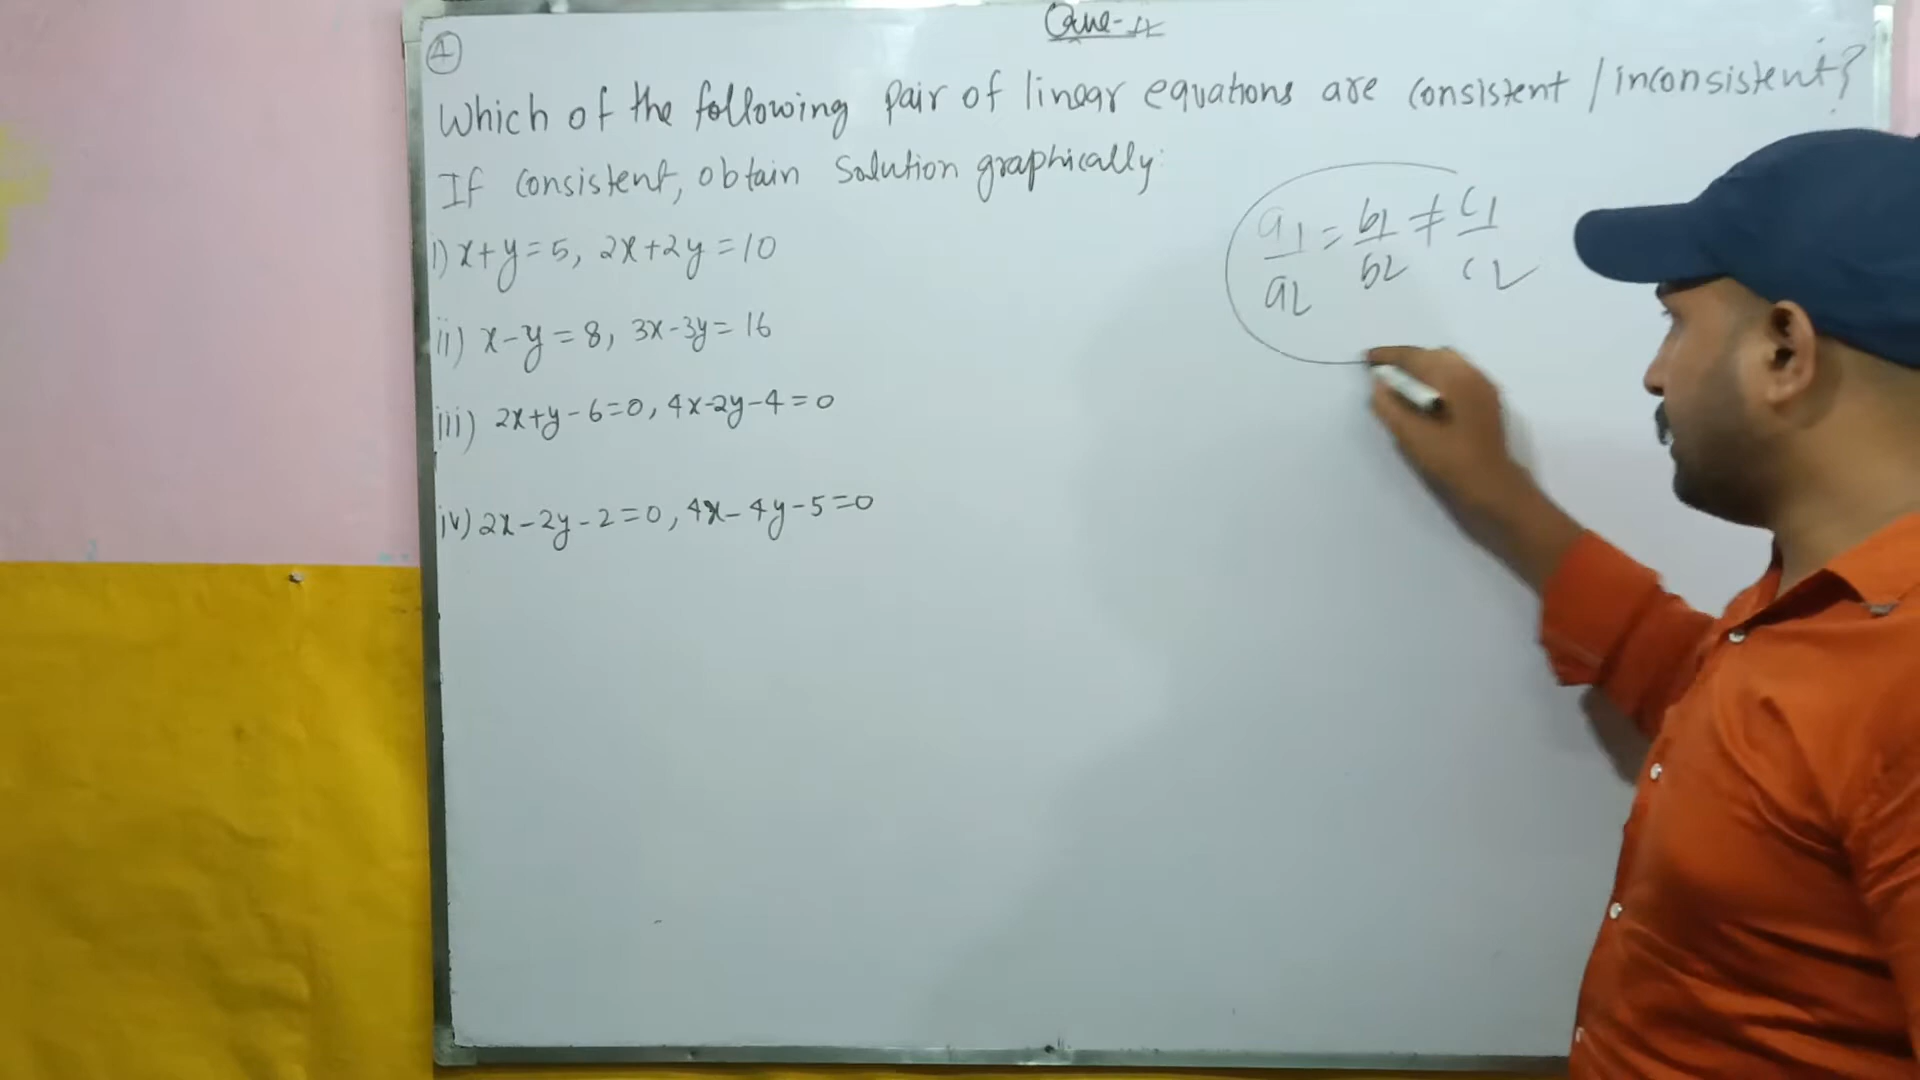 Que-4
4
Which of the following pair of linear equations are consistent / inconsistent?
If consistent, obtain solution graphically:
i) x+y=5, 2x+2y=10
ii) x-y=8, 3x-3y=16
iii) 2x+y-6=0, 4x-2y-4=0
iv) 2x-2y-2=0, 4x-4y-5=0
a1/a2 = b1/b2 ≠ c1/c2